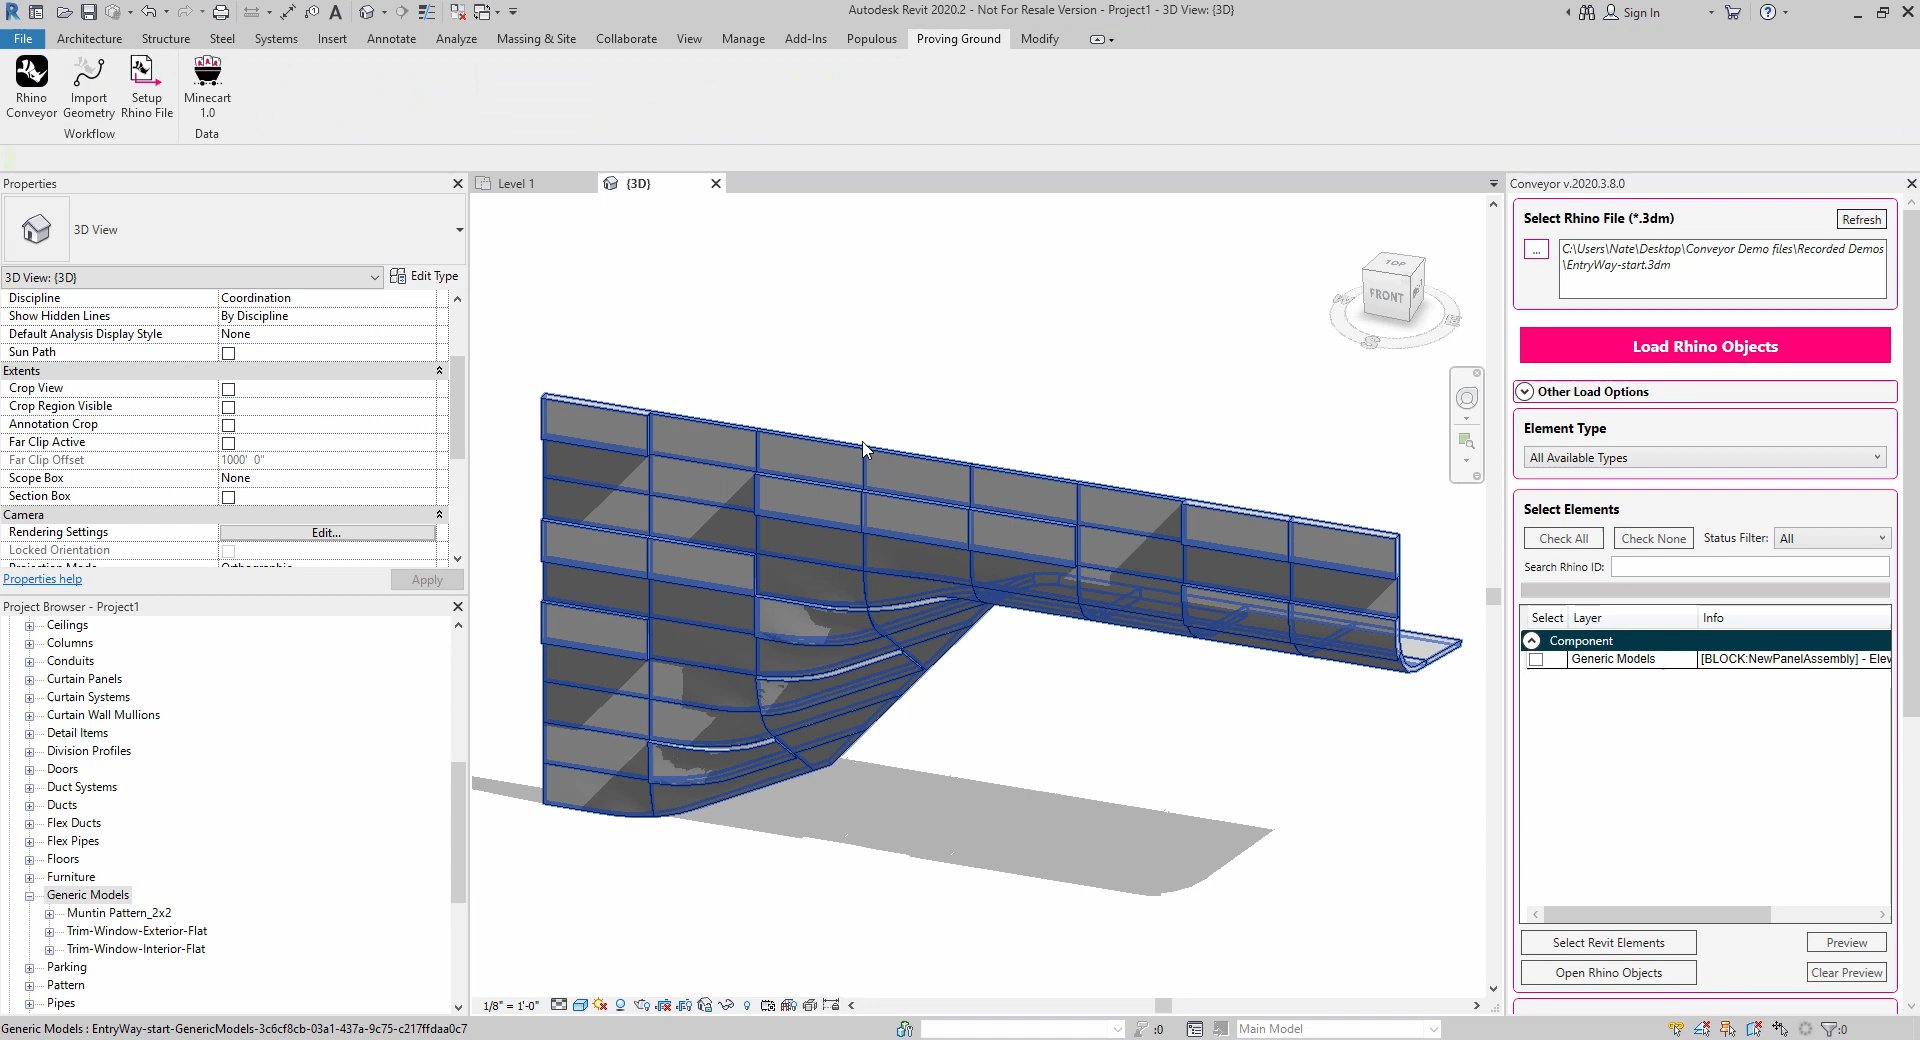 Autodesk Revit 2020.2 - Not For Resale Version - Project1 - 3D View: {3D}
Sign In
File Architecture Structure Steel Systems Insert Annotate Analyze Massing & Site Collaborate View Manage Add-Ins Populous Proving Ground Modify
Rhino Conveyor
Import Geometry
Setup Rhino File
Minecart 1.0
Workflow
Data
Properties
3D View
3D View: {3D}
Edit Type
Discipline Coordination
Show Hidden Lines By Discipline
Default Analysis Display Style None
Sun Path
Extents
Crop View
Crop Region Visible
Annotation Crop
Far Clip Active
Far Clip Offset 1000' 0"
Scope Box None
Section Box
Camera
Rendering Settings Edit...
Locked Orientation
Properties help
Apply
Project Browser - Project1
Ceilings
Columns
Conduits
Curtain Panels
Curtain Systems
Curtain Wall Mullions
Detail Items
Division Profiles
Doors
Duct Systems
Ducts
Flex Ducts
Flex Pipes
Floors
Furniture
Generic Models
Muntin Pattern_2x2
Trim-Window-Exterior-Flat
Trim-Window-Interior-Flat
Parking
Pattern
Pipes
Level 1
{3D}
TOP
FRONT
S
1/8" = 1'-0"
Conveyor v.2020.3.8.0
Select Rhino File (*.3dm)
Refresh
...
C:\Users\Nate\Desktop\Conveyor Demo files\Recorded Demos
\EntryWay-start.3dm
Load Rhino Objects
Other Load Options
Element Type
All Available Types
Select Elements
Check All
Check None
Status Filter: All
Search Rhino ID:
Select Layer Info
Component
Generic Models [BLOCK:NewPanelAssembly] - Elev
Select Revit Elements
Preview
Open Rhino Objects
Clear Preview
Generic Models : EntryWay-start-GenericModels-3c6cf8cb-03a1-437a-9c75-c217ffdaa0c7
:0
Main Model
:0